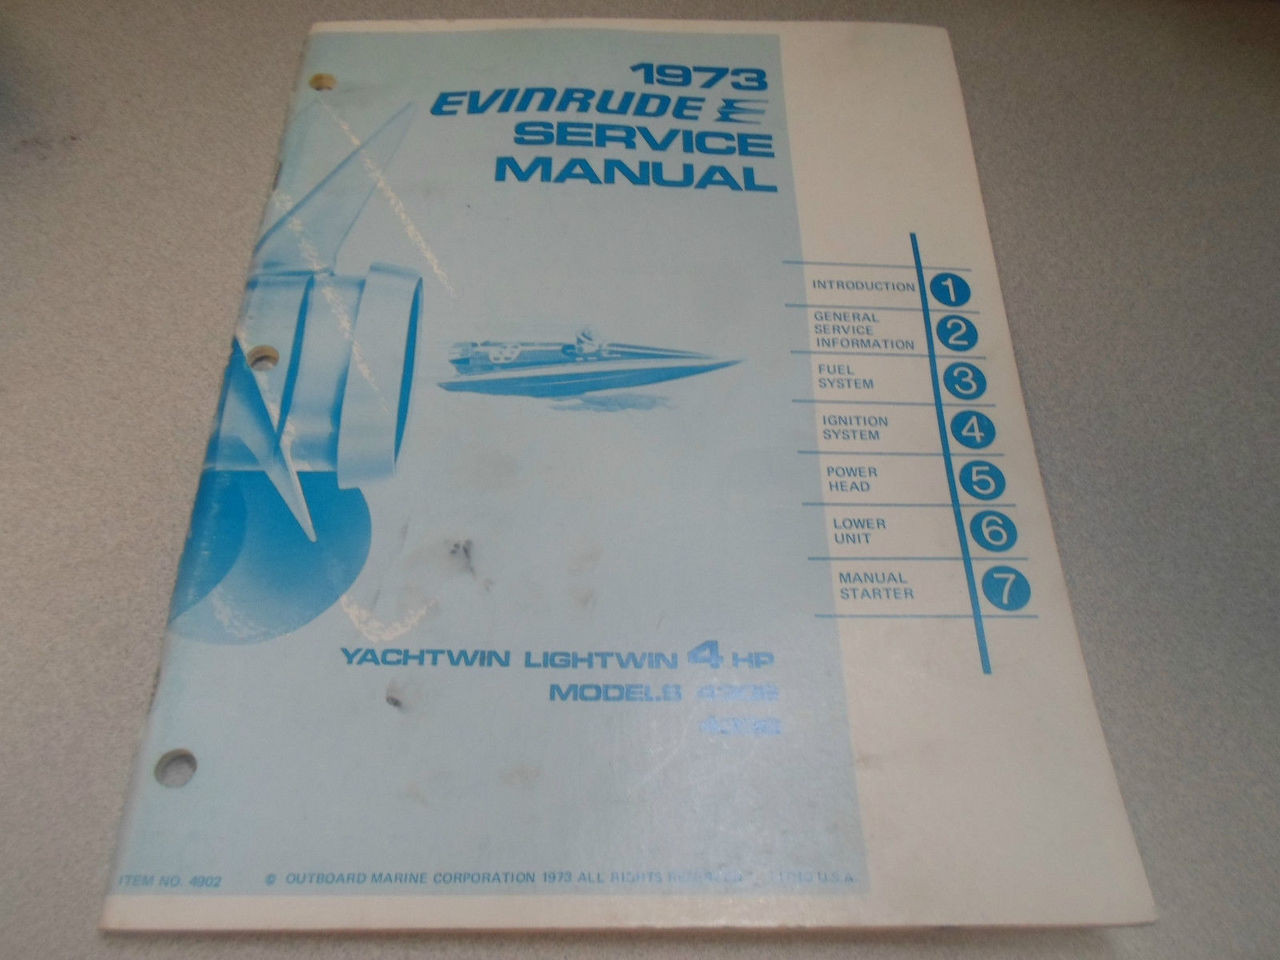 1973
EVINRUDE
SERVICE
MANUAL
INTRODUCTION 1
GENERAL
SERVICE
INFORMATION 2
FUEL
SYSTEM 3
IGNITION
SYSTEM 4
POWER
HEAD 5
LOWER
UNIT 6
MANUAL
STARTER 7
YACHTWIN LIGHTWIN 4 HP
MODELS
ITEM NO. 4902
© OUTBOARD MARINE CORPORATION 1973 ALL RIGHTS U.S.A.